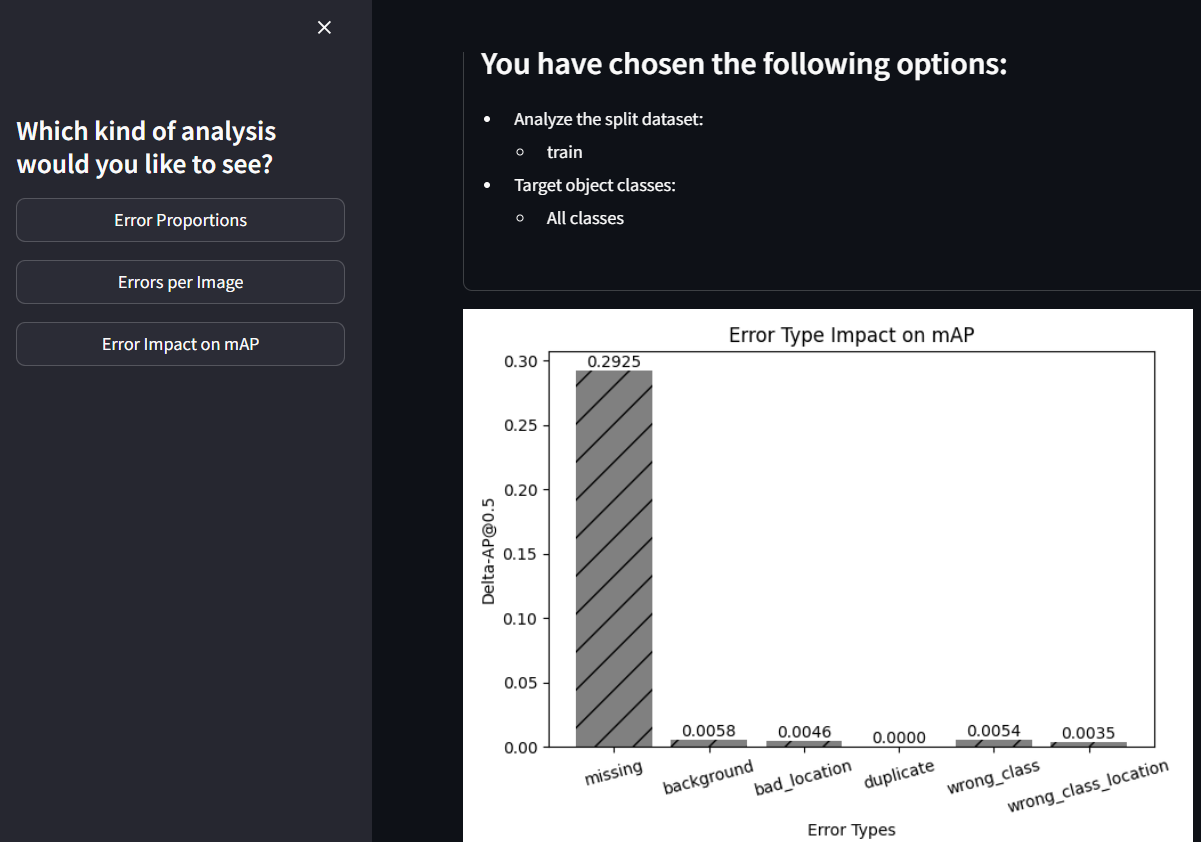 Which kind of analysis
would you like to see?
Error Proportions
Errors per Image
Error Impact on mAP
You have chosen the following options:
Analyze the split dataset:
train
Target object classes:
All classes
Error Type Impact on mAP
Delta-AP@0.5
0.30
0.25
0.20
0.15
0.10
0.05
0.00
0.2925
0.0058
0.0046
0.0000
0.0054
0.0035
missing
background
bad_location
duplicate
wrong_class
wrong_class_location
Error Types